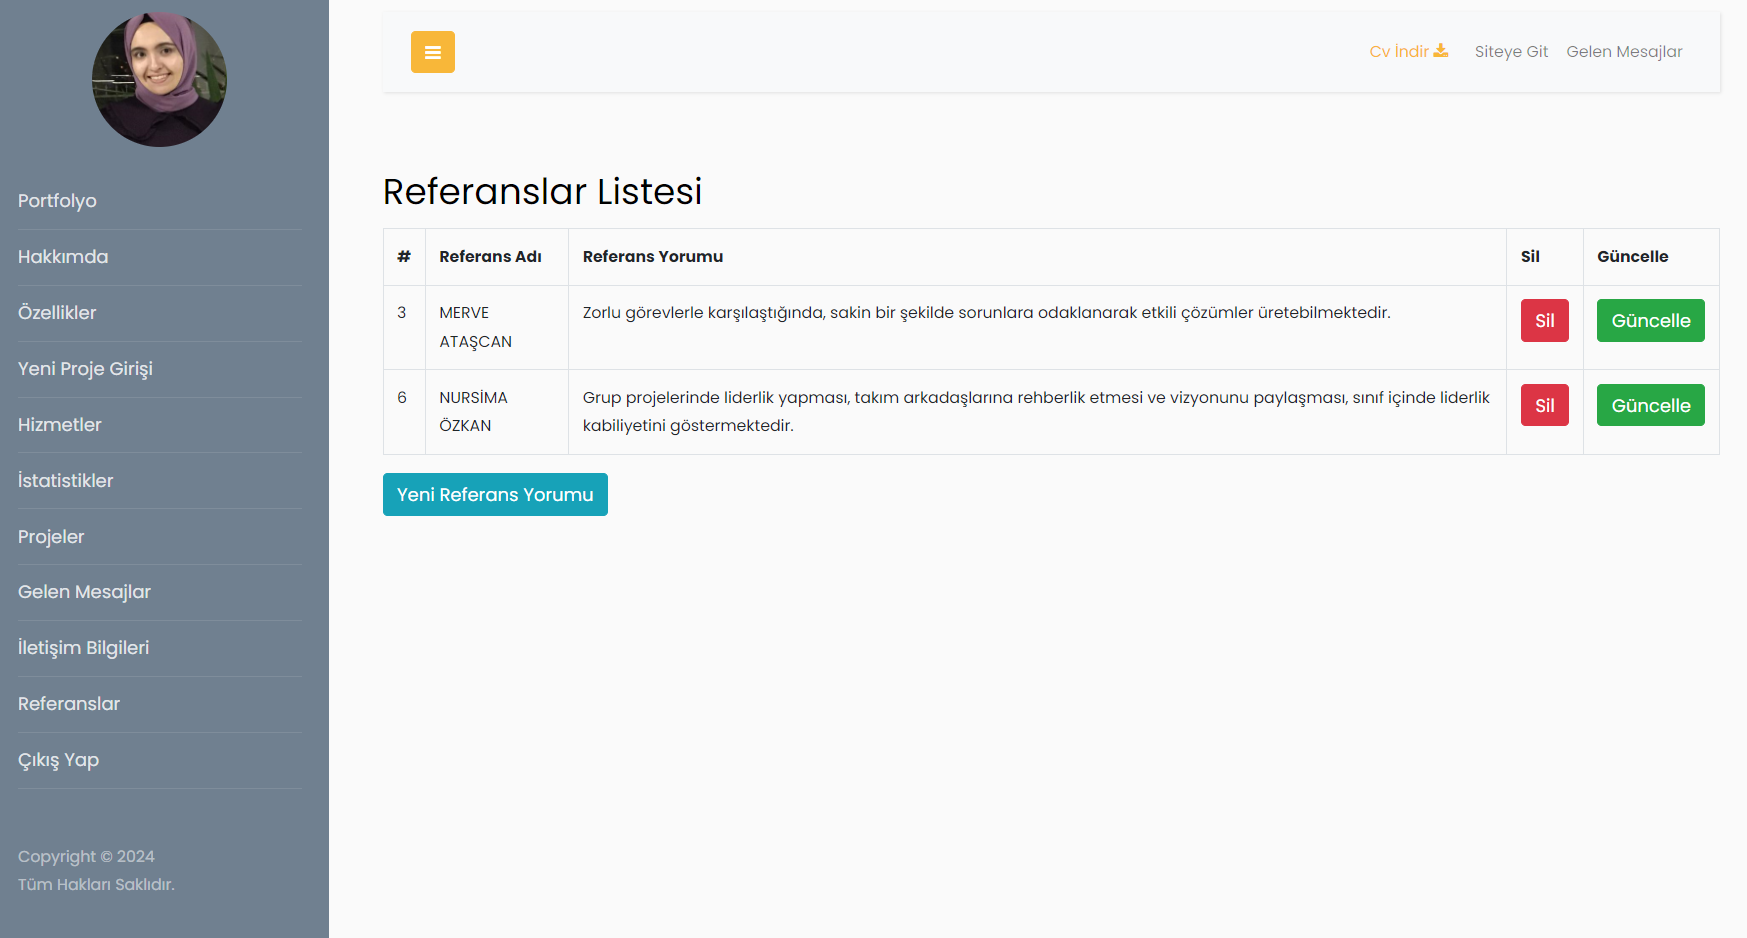 Portfolyo
Hakkımda
Özellikler
Yeni Proje Girişi
Hizmetler
İstatistikler
Projeler
Gelen Mesajlar
İletişim Bilgileri
Referanslar
Çıkış Yap
Copyright © 2024
Tüm Hakları Saklıdır.
Cv İndir Siteye Git Gelen Mesajlar
Referanslar Listesi
# Referans Adı Referans Yorumu Sil Güncelle
3 MERVE Zorlu görevlerle karşılaştığında, sakin bir şekilde sorunlara odaklanarak etkili çözümler üretebilmektedir. Sil Güncelle
ATAŞCAN
6 NURSİMA Grup projelerinde liderlik yapması, takım arkadaşlarına rehberlik etmesi ve vizyonunu paylaşması, sınıf içinde liderlik Sil Güncelle
ÖZKAN kabiliyetini göstermektedir.
Yeni Referans Yorumu